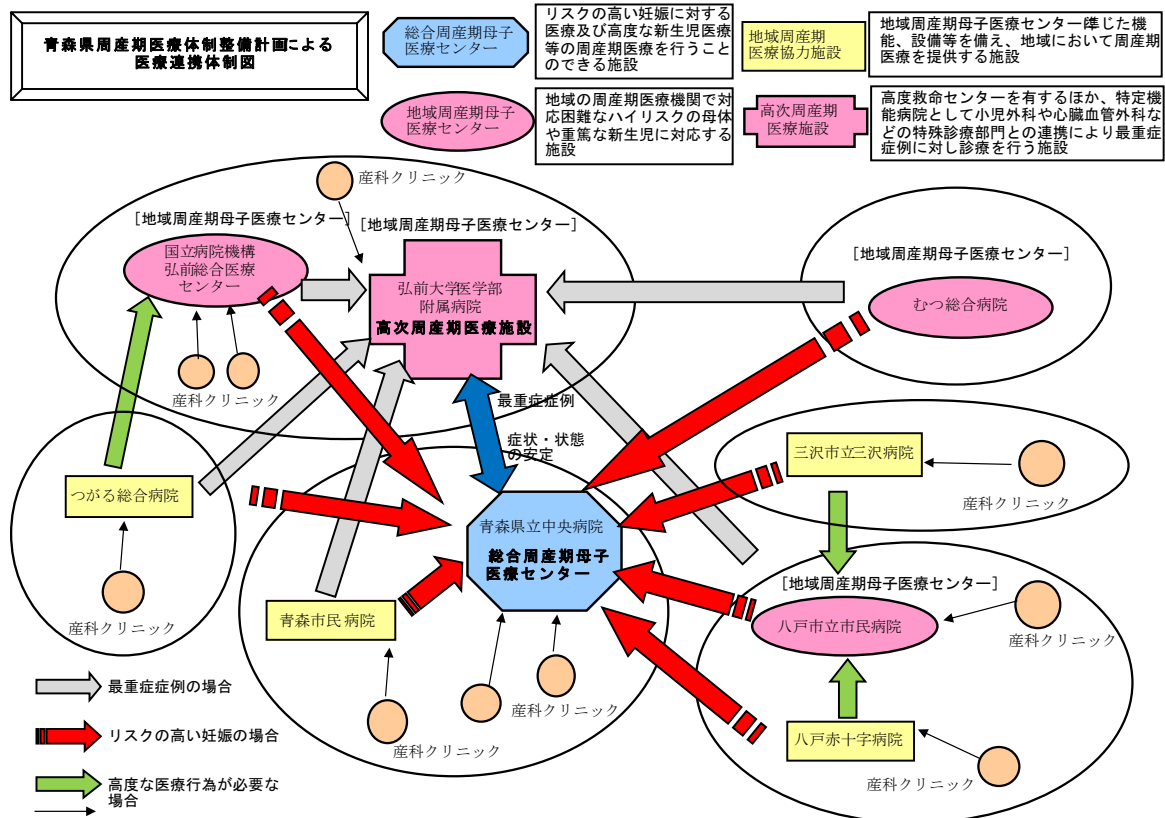 青森県周産期医療体制整備計画による
医療連携体制図
総合周産期母子
医療センター
リスクの高い妊娠に対する
医療及び高度な新生児医療
等の周産期医療を行うこと
のできる施設
地域周産期
医療協力施設
地域周産期母子医療センター準じた機
能、設備等を備え、地域において周産期
医療を提供する施設
地域周産期母子
医療センター
地域の周産期医療機関で対
応困難なハイリスクの母体
や重篤な新生児に対応する
施設
高次周産期
医療施設
高度救命センターを有するほか、特定機
能病院として小児外科や心臓血管外科な
どの特殊診療部門との連携により最重症
症例に対し診療を行う施設
産科クリニック
[地域周産期母子医療センター]
国立病院機構
弘前総合医療
センター
[地域周産期母子医療センター]
弘前大学医学部
附属病院
高次周産期医療施設
産科クリニック
[地域周産期母子医療センター]
むつ総合病院
最重症症例
症状・状態
の安定
つがる総合病院
産科クリニック
三沢市立三沢病院
産科クリニック
青森県立中央病院
総合周産期母子
医療センター
青森市民病院
産科クリニック
産科クリニック
[地域周産期母子医療センター]
八戸市立市民病院
産科クリニック
八戸赤十字病院
産科クリニック
最重症症例の場合
リスクの高い妊娠の場合
高度な医療行為が必要な
場合